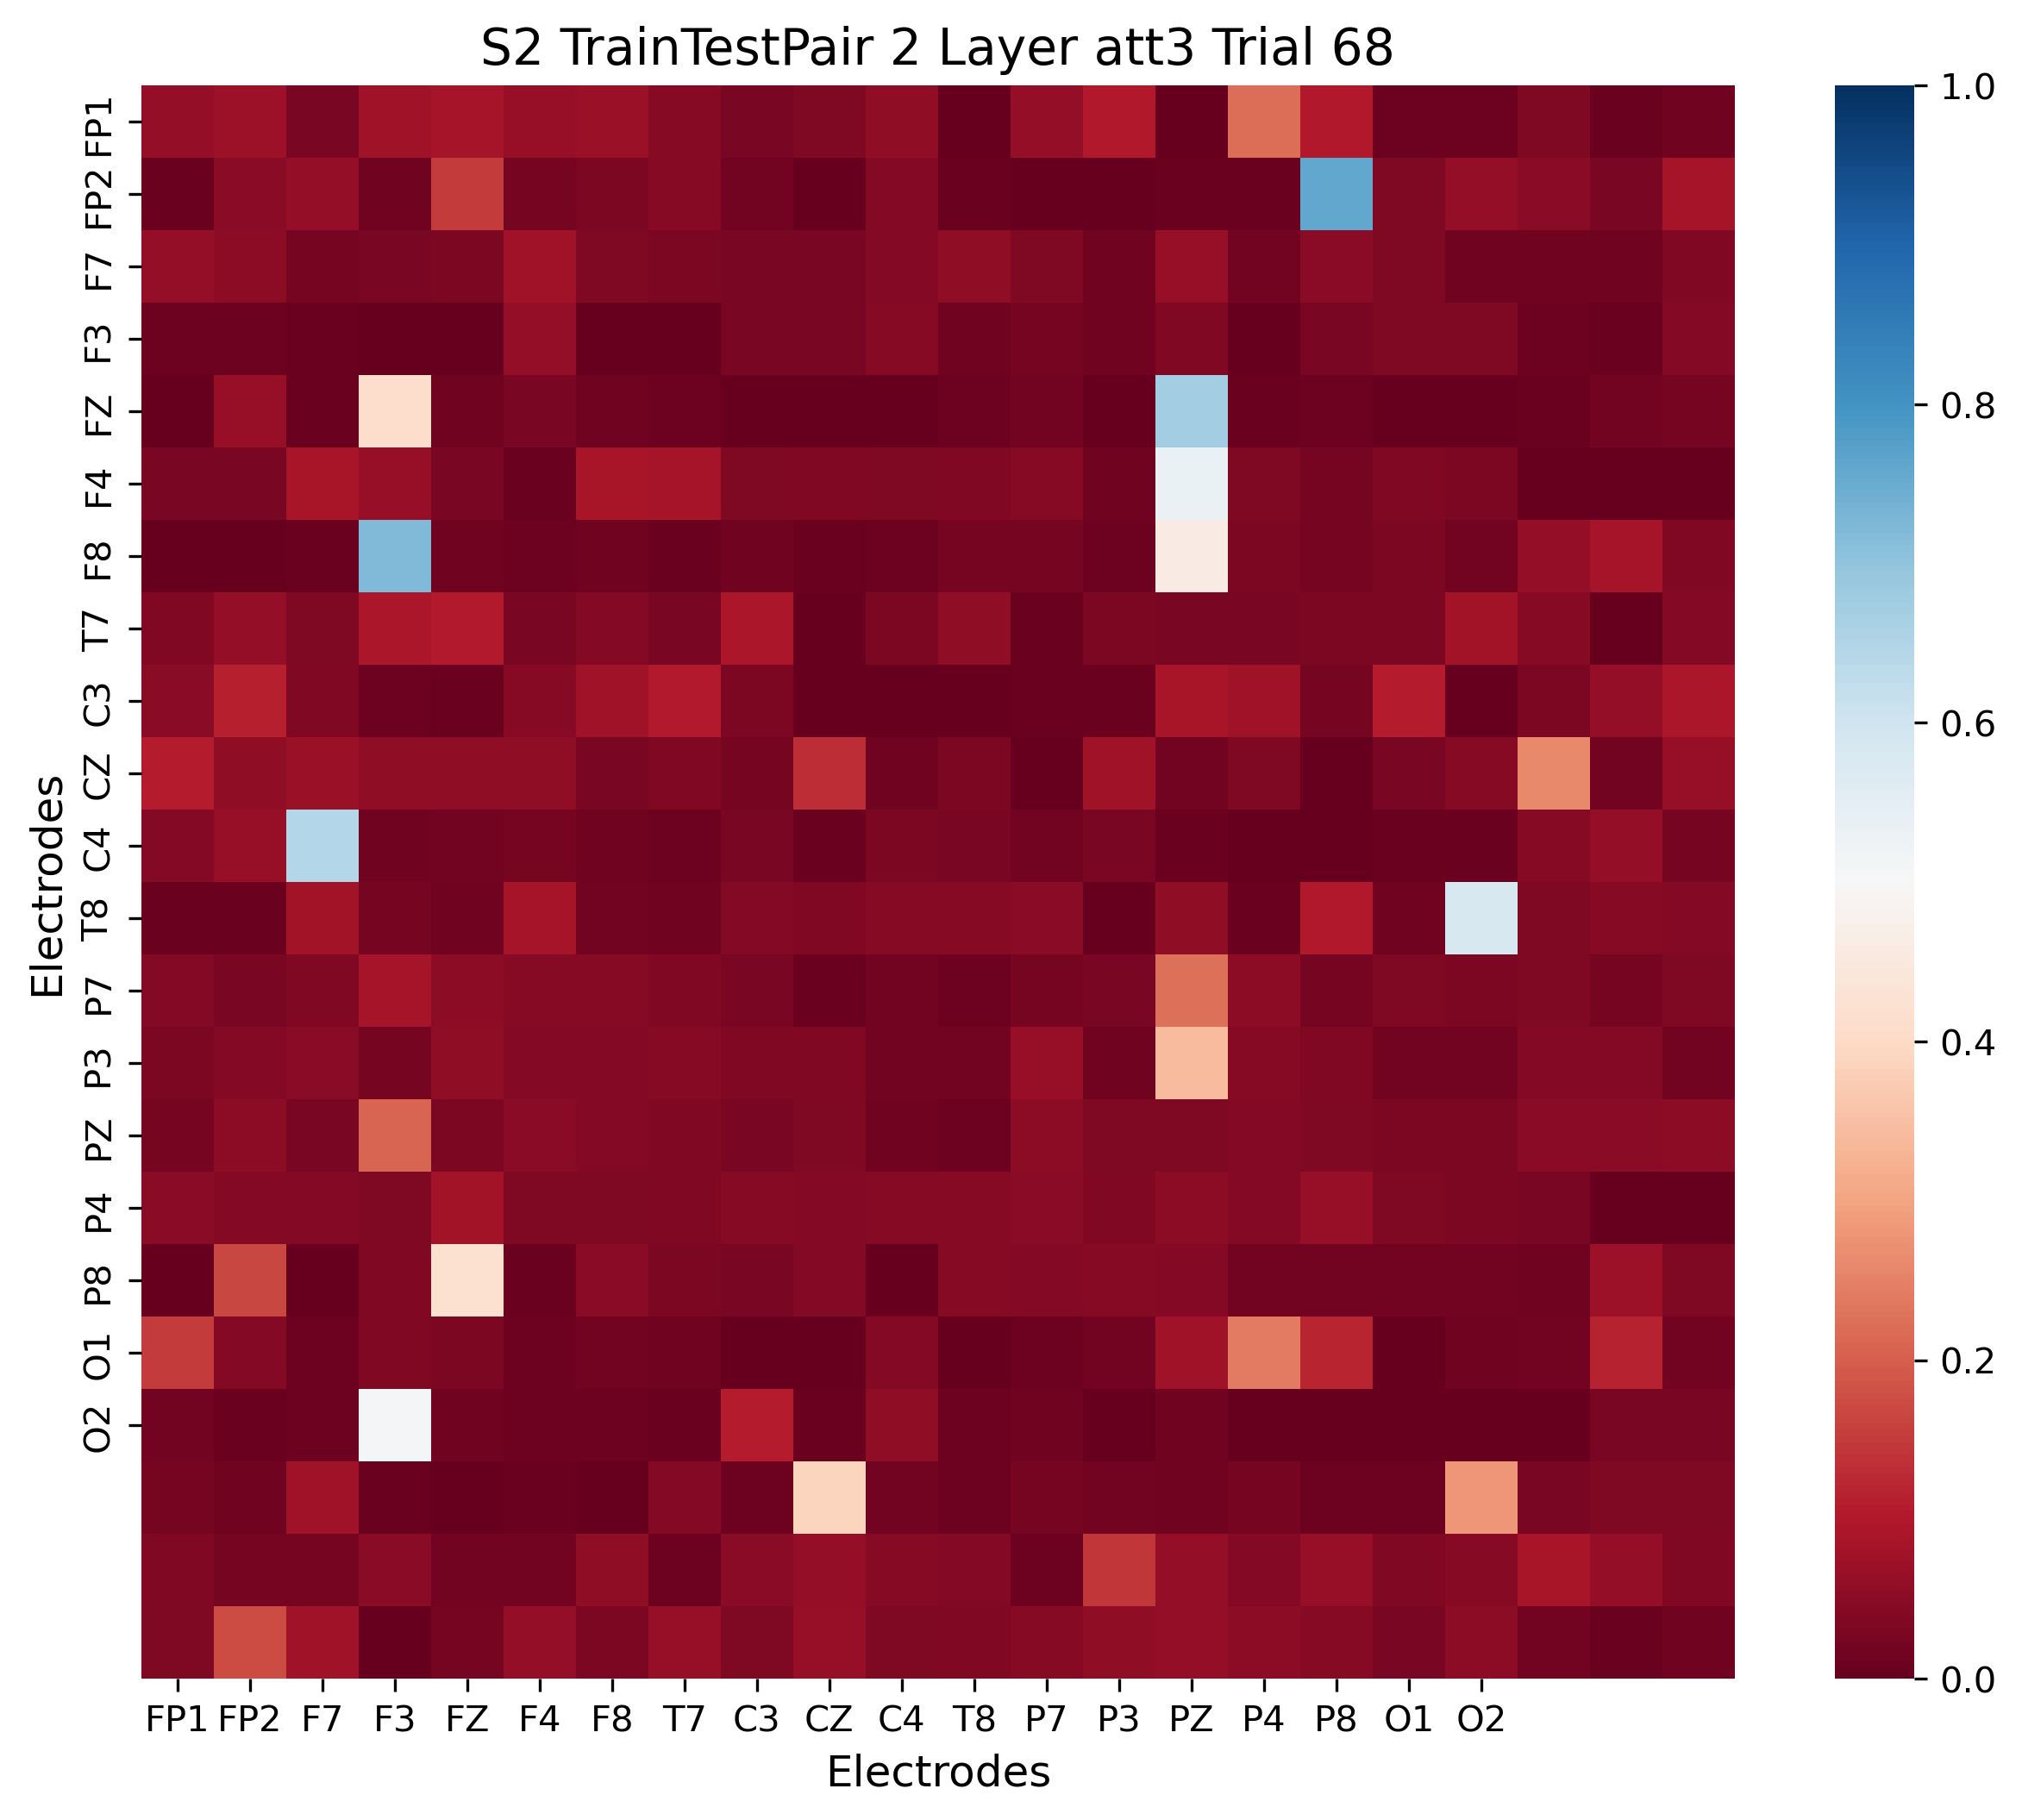 S2 TrainTestPair 2 Layer att3 Trial 68
Electrodes
FP1
FP2
F7
F3
FZ
F4
F8
T7
C3
CZ
C4
T8
P7
P3
PZ
P4
P8
O1
O2
FP1 FP2 F7 F3 FZ F4 F8 T7 C3 CZ C4 T8 P7 P3 PZ P4 P8 O1 O2
Electrodes
1.0
0.8
0.6
0.4
0.2
0.0